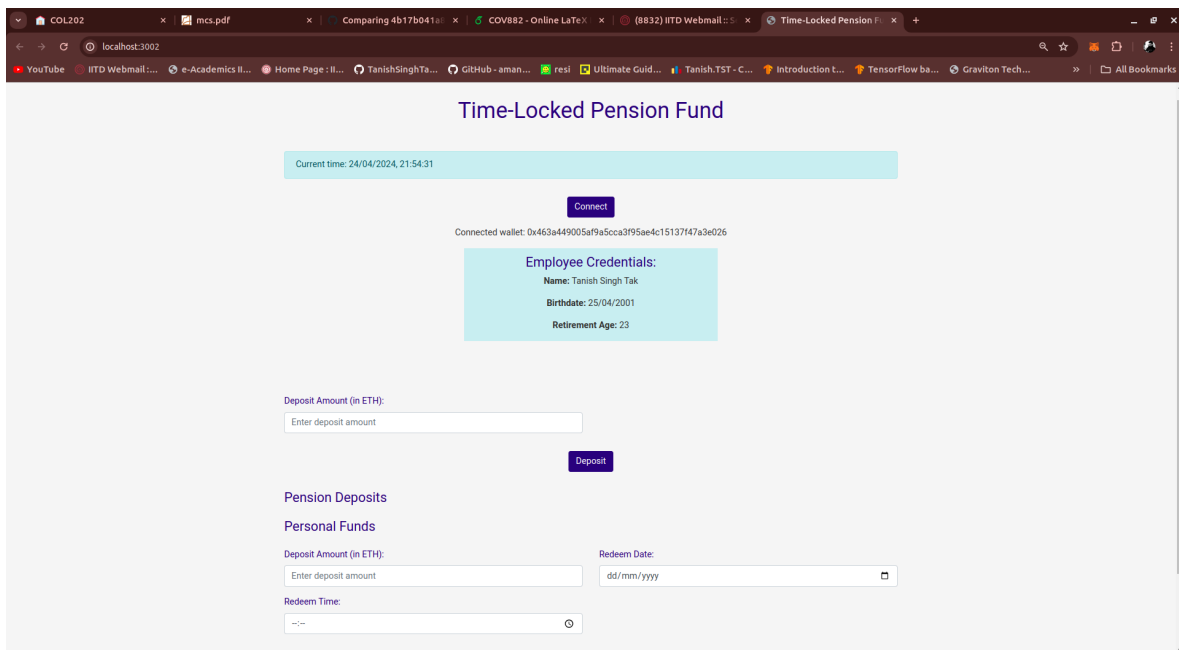 COL202
mcs.pdf
Comparing 4b17b041a
COV882 - Online LaTeX
(8832) IITD Webmail ::
Time-Locked Pension F
localhost:3002
YouTube
IITD Webmail :...
e-Academics II...
Home Page : II...
TanishSinghTa...
GitHub - aman...
resi
Ultimate Guid...
Tanish.TST - C...
Introduction t...
TensorFlow ba...
Graviton Tech...
»
All Bookmarks
Time-Locked Pension Fund
Current time: 24/04/2024, 21:54:31
Connect
Connected wallet: 0x463a449005af9a5cca3f95ae4c15137f47a3e026
Employee Credentials:
Name: Tanish Singh Tak
Birthdate: 25/04/2001
Retirement Age: 23
Deposit Amount (in ETH):
Enter deposit amount
Deposit
Pension Deposits
Personal Funds
Deposit Amount (in ETH): Redeem Date:
Enter deposit amount dd/mm/yyyy
Redeem Time:
--:--